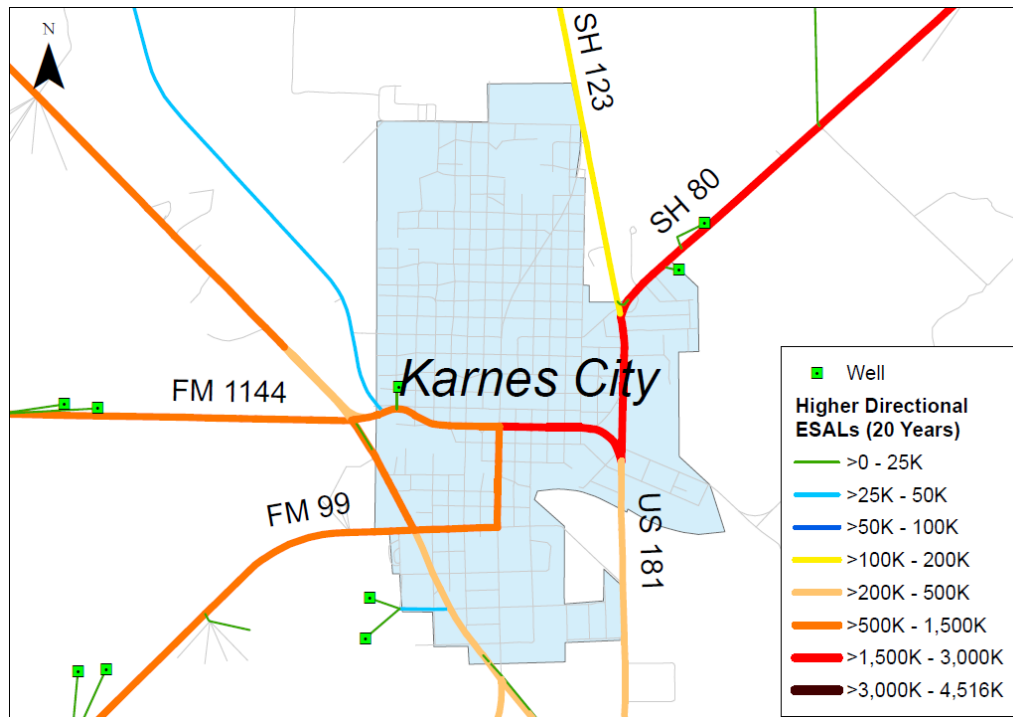 N
SH 123
SH 80
Karnes City
FM 1144
FM 99
US 181
Well
Higher Directional
ESALs (20 Years)
>0 - 25K
>25K - 50K
>50K - 100K
>100K - 200K
>200K - 500K
>500K - 1,500K
>1,500K - 3,000K
>3,000K - 4,516K